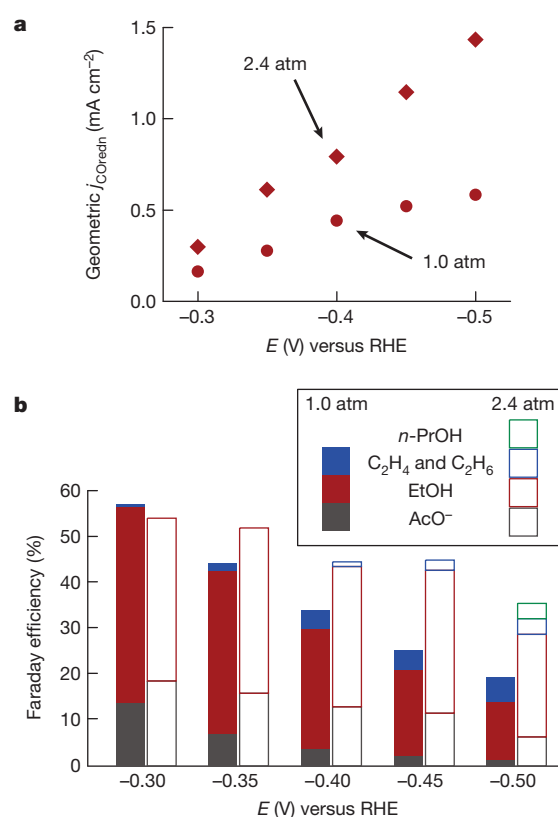 a
1.5
1.0
0.5
0.0
Geometric j_COredn (mA cm⁻²)
2.4 atm
1.0 atm
−0.3
−0.4
−0.5
E (V) versus RHE
b
1.0 atm
2.4 atm
n-PrOH
C₂H₄ and C₂H₆
EtOH
AcO⁻
60
50
40
30
20
10
0
Faraday efficiency (%)
−0.30
−0.35
−0.40
−0.45
−0.50
E (V) versus RHE